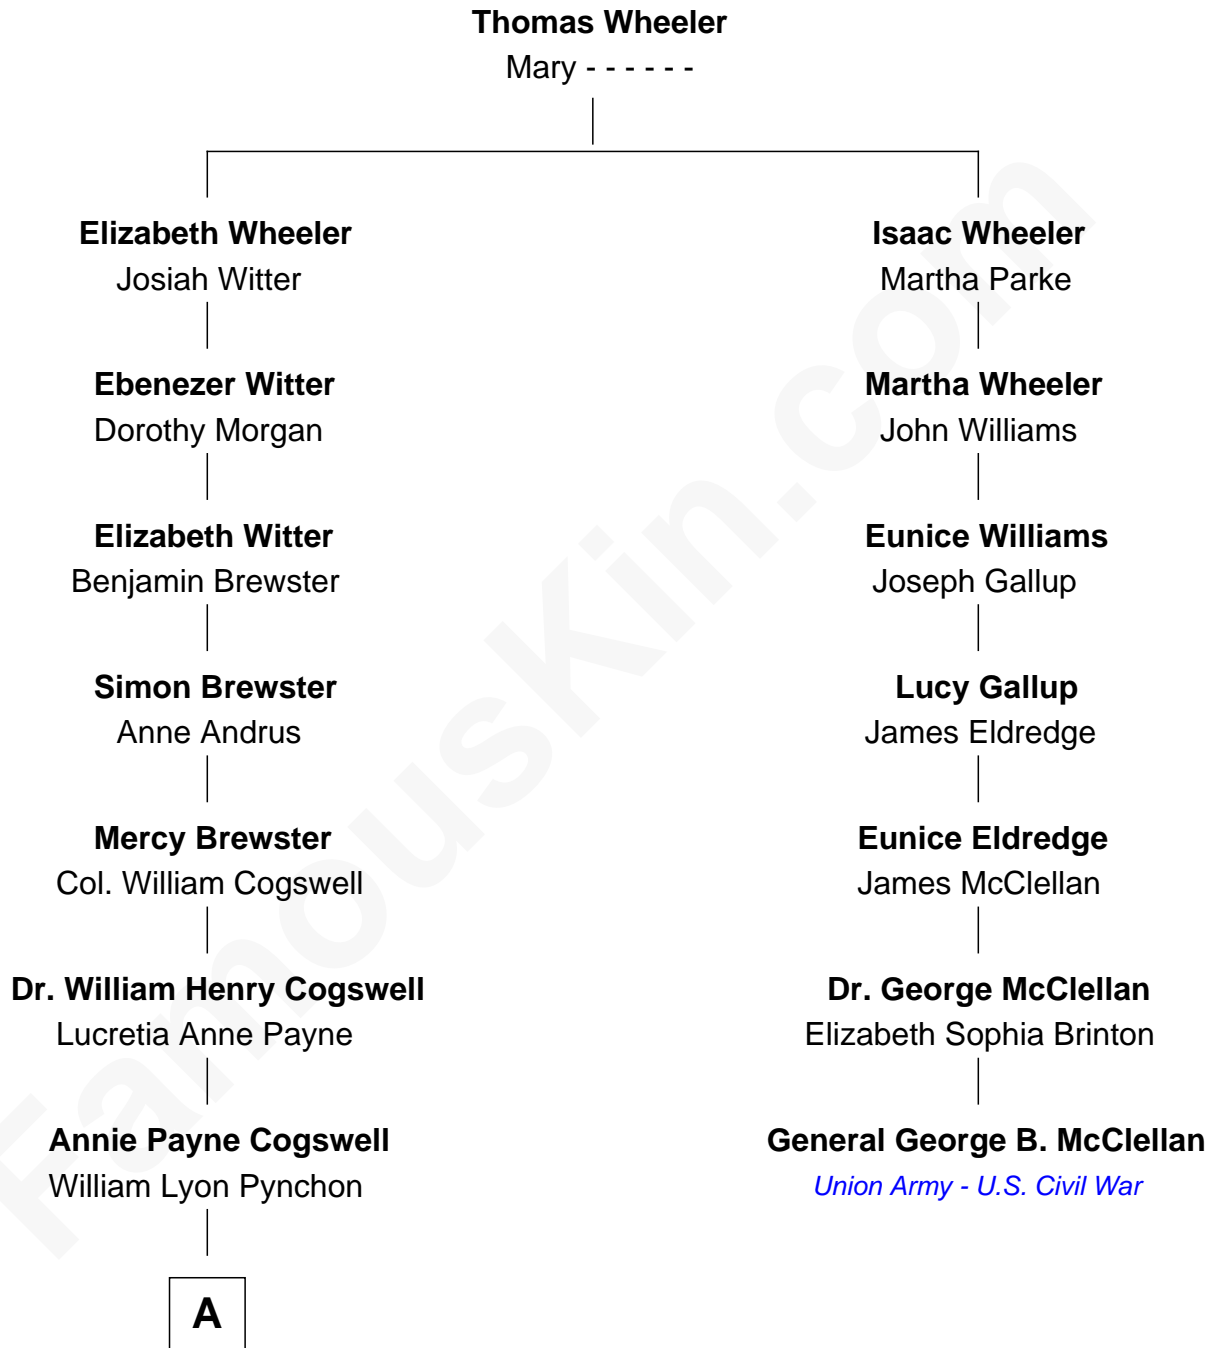 Thomas Wheeler
Mary - - - - - -
Elizabeth Wheeler
Josiah Witter
Ebenezer Witter
Dorothy Morgan
Elizabeth Witter
Benjamin Brewster
Simon Brewster
Anne Andrus
Mercy Brewster
Col. William Cogswell
Dr. William Henry Cogswell
Lucretia Anne Payne
Annie Payne Cogswell
William Lyon Pynchon
A
Isaac Wheeler
Martha Parke
Martha Wheeler
John Williams
Eunice Williams
Joseph Gallup
Lucy Gallup
James Eldredge
Eunice Eldredge
James McClellan
Dr. George McClellan
Elizabeth Sophia Brinton
General George B. McClellan
Union Army - U.S. Civil War
FamousKin.com